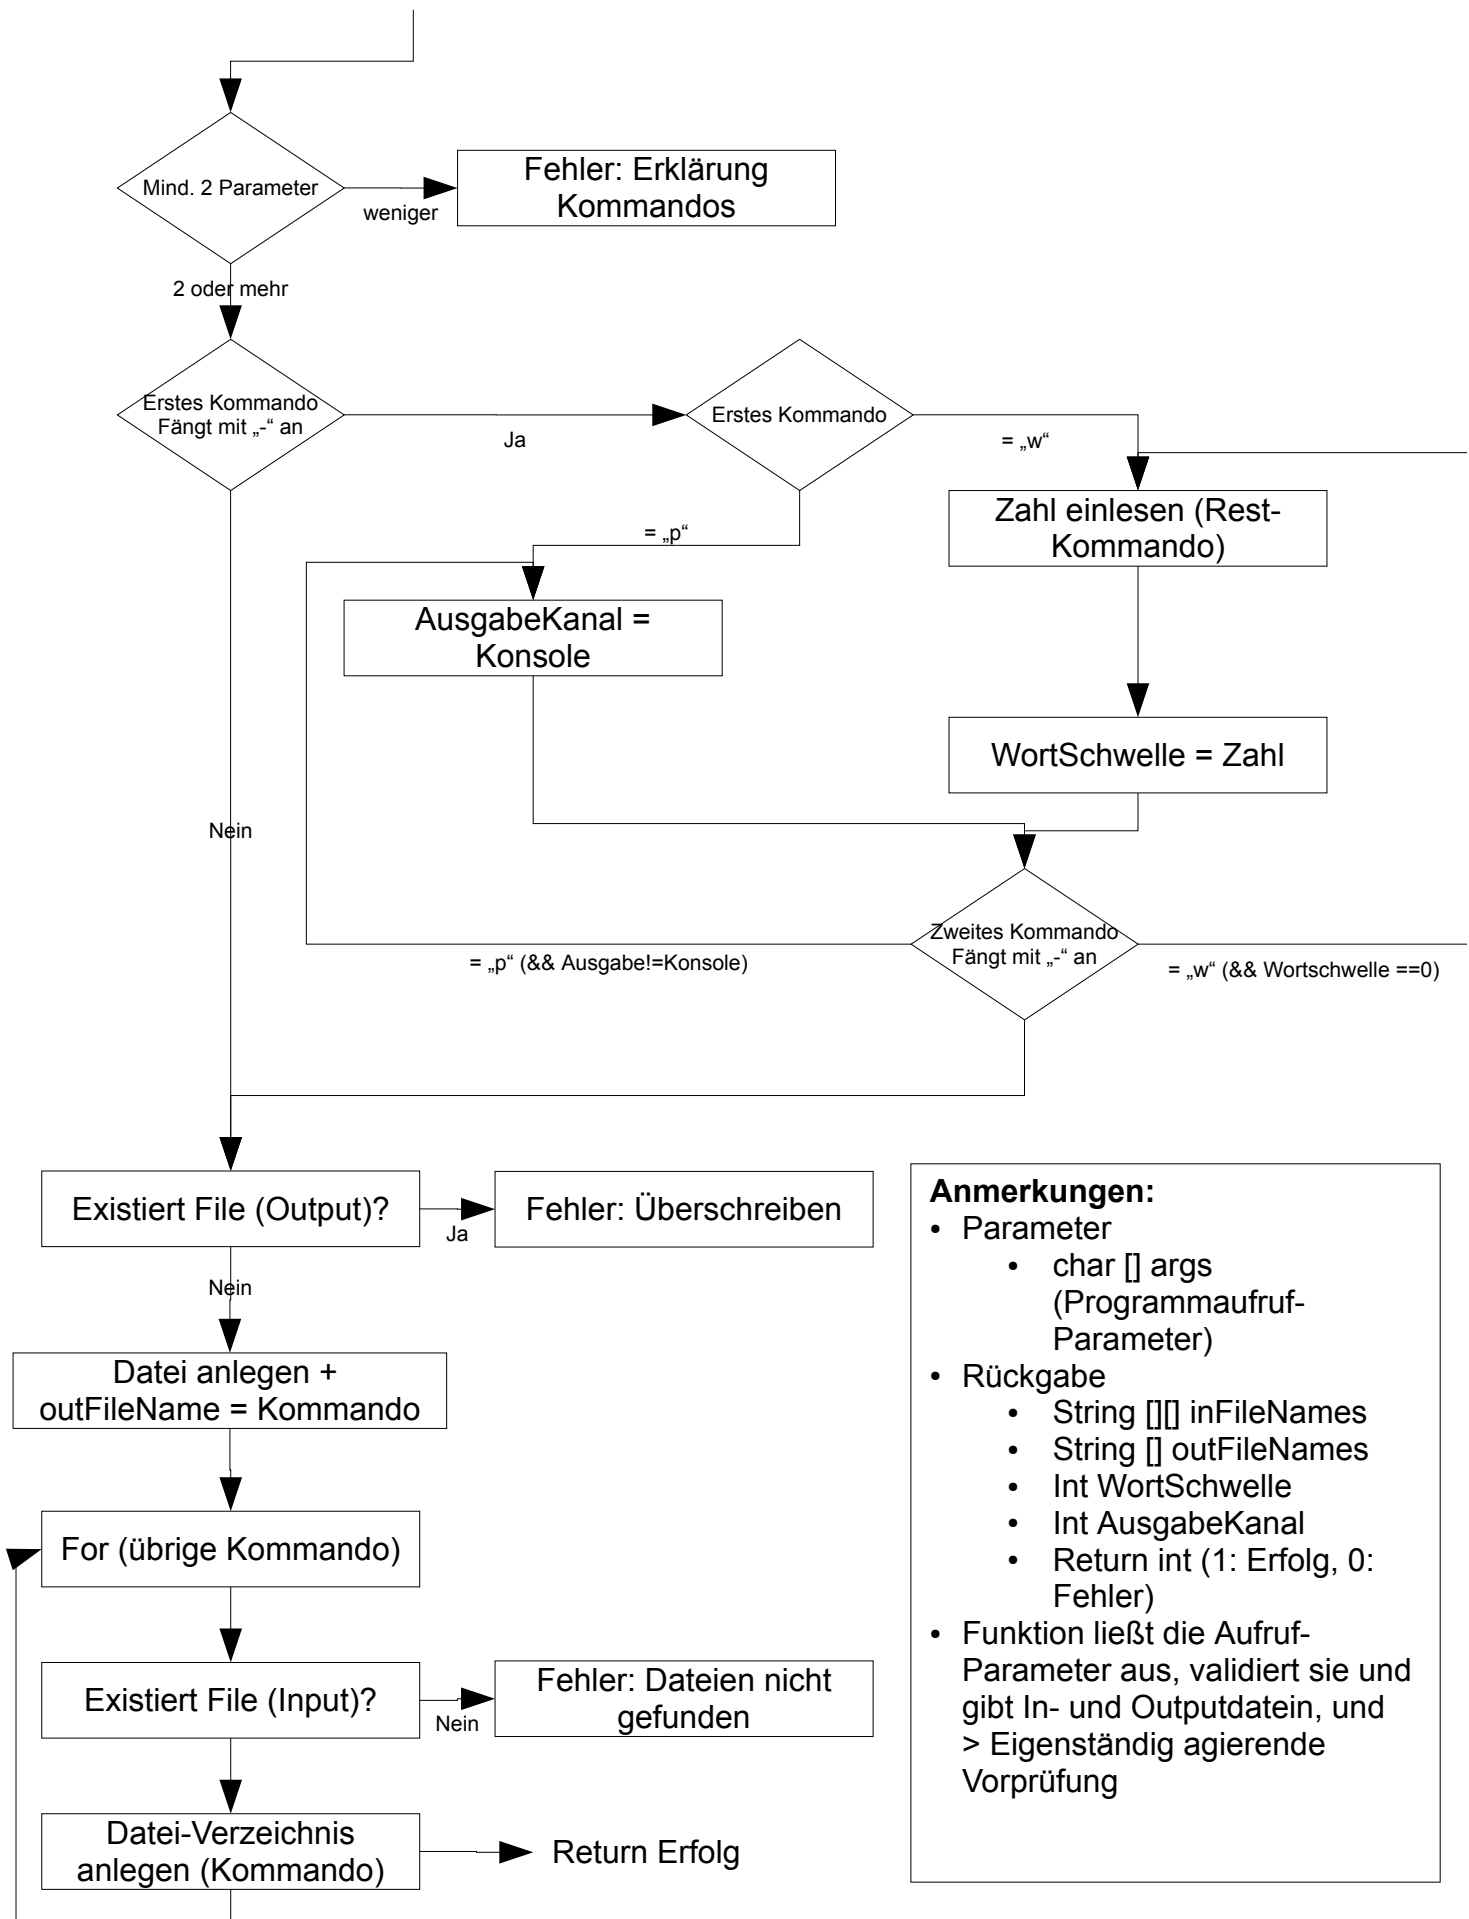 Mind. 2 Parameter
weniger
Fehler: Erklärung
Kommandos
2 oder mehr
Erstes Kommando
Fängt mit „-“ an
Ja
Erstes Kommando
= „w“
Zahl einlesen (Rest-
Kommando)
= „p“
AusgabeKanal =
Konsole
WortSchwelle = Zahl
Nein
Zweites Kommando
Fängt mit „-“ an
= „p“ (&& Ausgabe!=Konsole)
= „w“ (&& Wortschwelle ==0)
Existiert File (Output)?
Ja
Fehler: Überschreiben
Nein
Datei anlegen +
outFileName = Kommando
For (übrige Kommando)
Existiert File (Input)?
Nein
Fehler: Dateien nicht
gefunden
Datei-Verzeichnis
anlegen (Kommando)
Return Erfolg
Anmerkungen:
• Parameter
• char [] args
(Programmaufruf-
Parameter)
• Rückgabe
• String [][] inFileNames
• String [] outFileNames
• Int WortSchwelle
• Int AusgabeKanal
• Return int (1: Erfolg, 0:
Fehler)
• Funktion ließt die Aufruf-
Parameter aus, validiert sie und
gibt In- und Outputdatein, und
> Eigenständig agierende
Vorprüfung